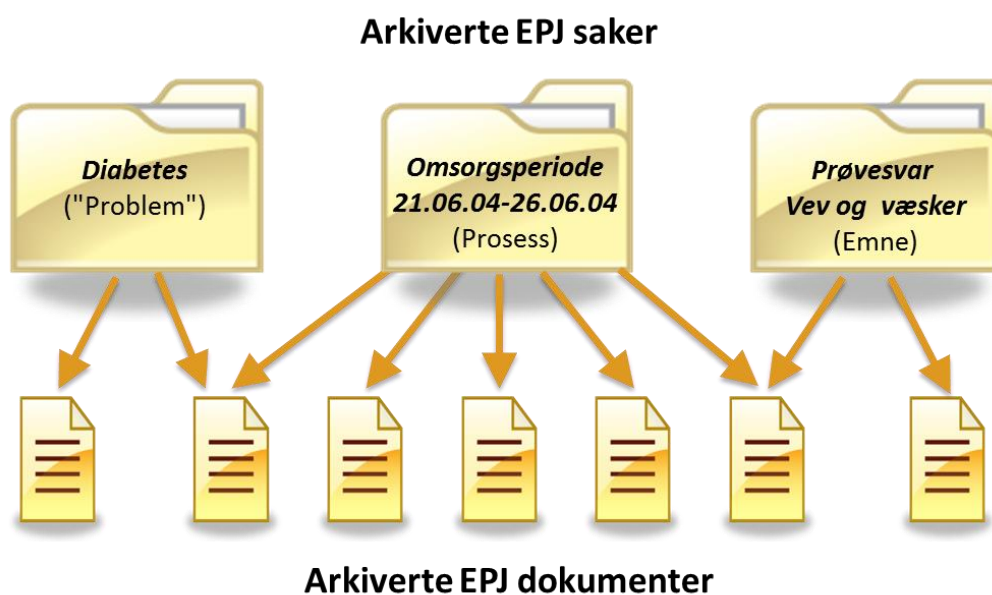 Arkiverte EPJ saker
Diabetes
("Problem")
Omsorgsperiode
21.06.04-26.06.04
(Prosess)
Prøvesvar
Vev og væsker
(Emne)
Arkiverte EPJ dokumenter